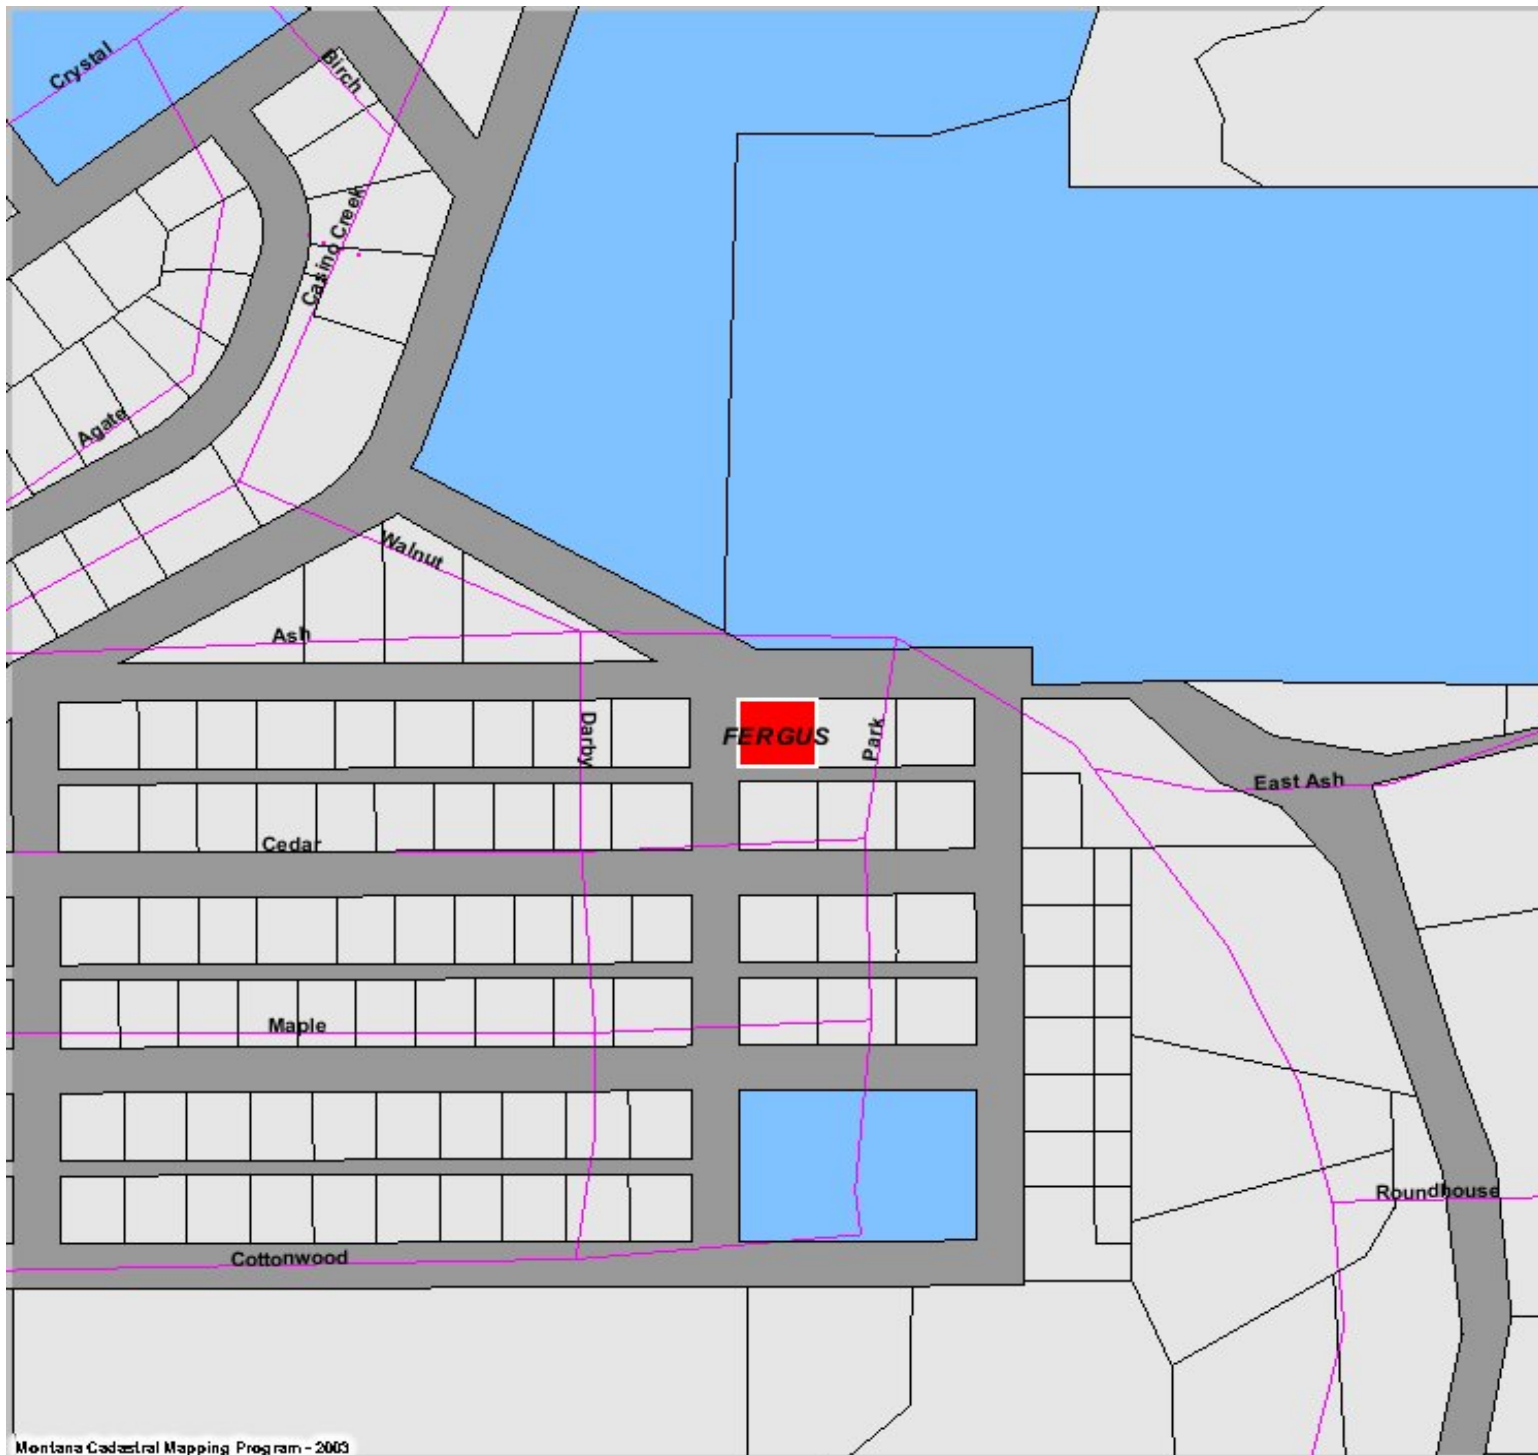 Crystal
Birch
Casino Creek
Agate
Walnut
Ash
Darby
FERGUS
Park
East Ash
Cedar
Maple
Roundhouse
Cottonwood
Montana Cadastral Mapping Program - 2003